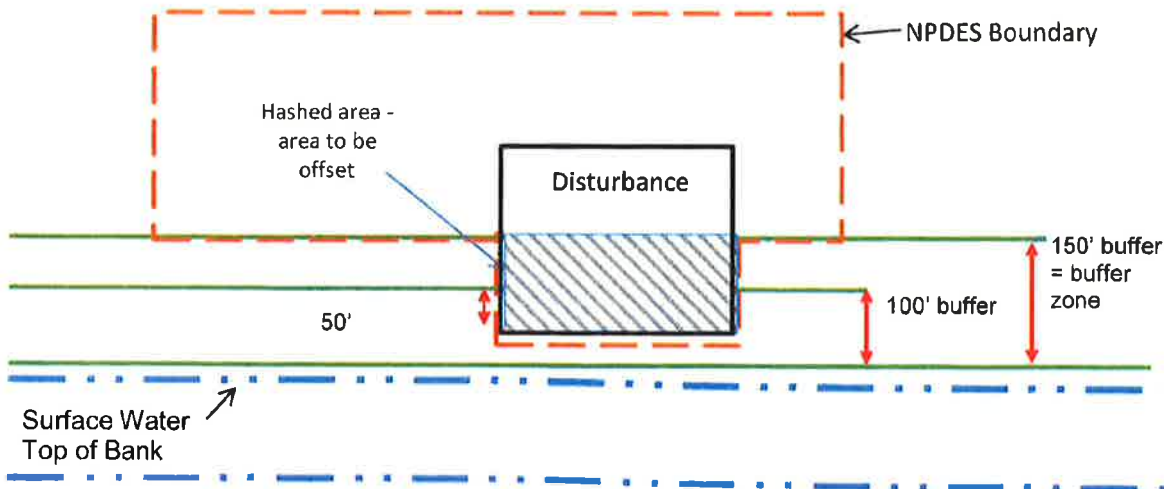 NPDES Boundary
Hashed area -
area to be
offset
Disturbance
150' buffer
= buffer
zone
50'
100' buffer
Surface Water
Top of Bank